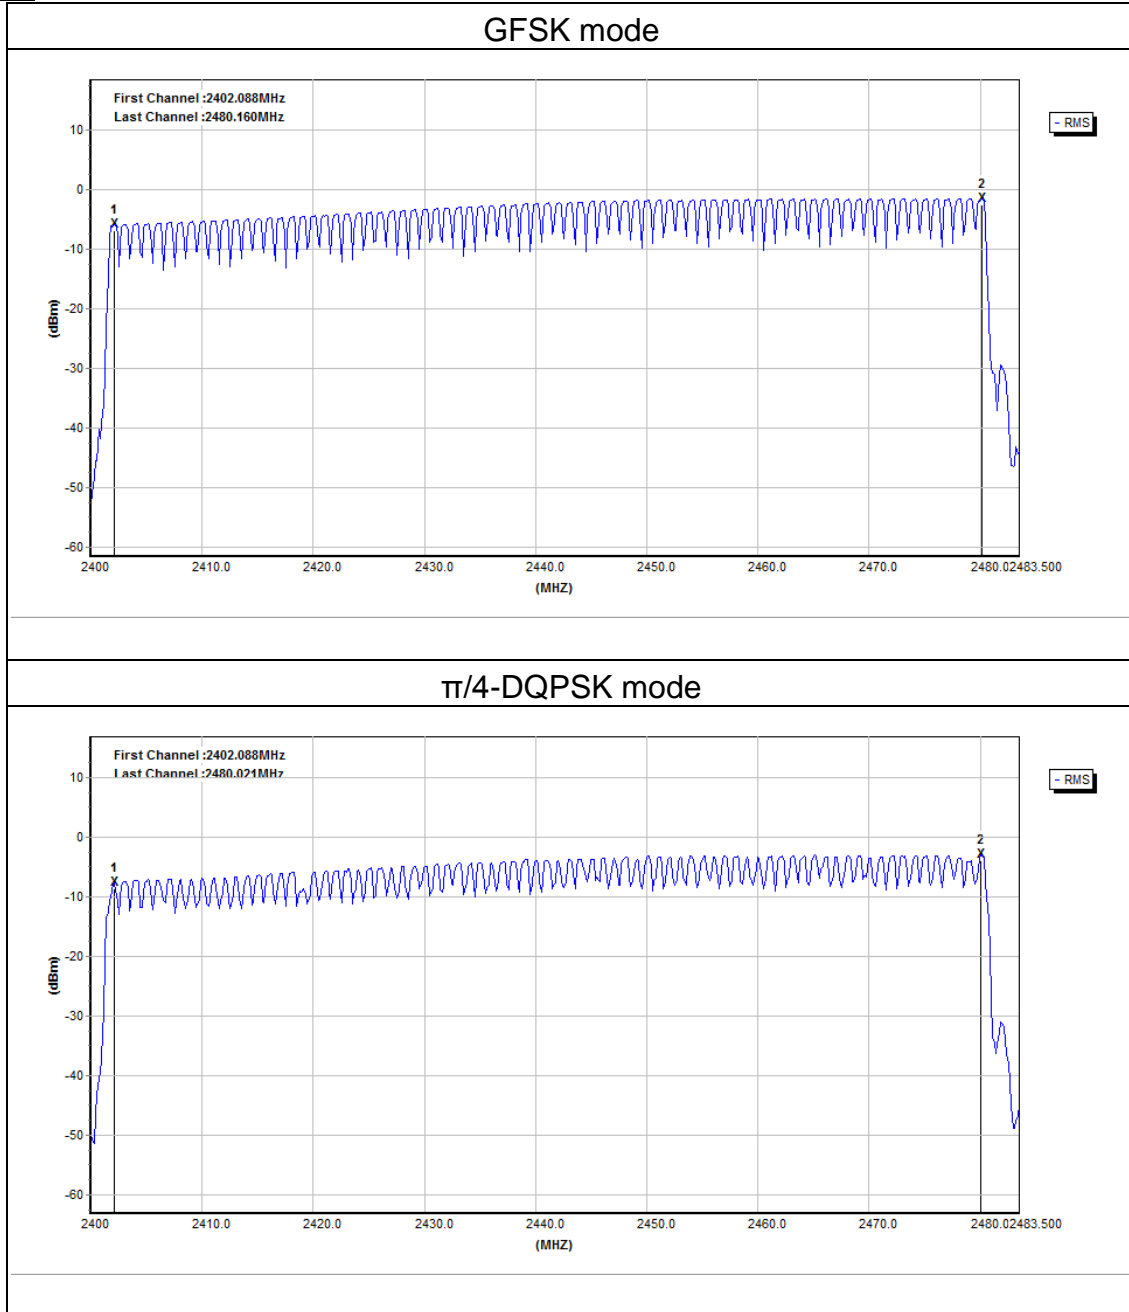 GFSK mode
First Channel :2402.088MHz
Last Channel :2480.160MHz
- RMS
10
0
-10
-20
-30
-40
-50
-60
(dBm)
1
2
2400 2410.0 2420.0 2430.0 2440.0 2450.0 2460.0 2470.0 2480.02483.500
(MHZ)
π/4-DQPSK mode
First Channel :2402.088MHz
Last Channel :2480.021MHz
- RMS
10
0
-10
-20
-30
-40
-50
-60
(dBm)
1
2
2400 2410.0 2420.0 2430.0 2440.0 2450.0 2460.0 2470.0 2480.02483.500
(MHZ)